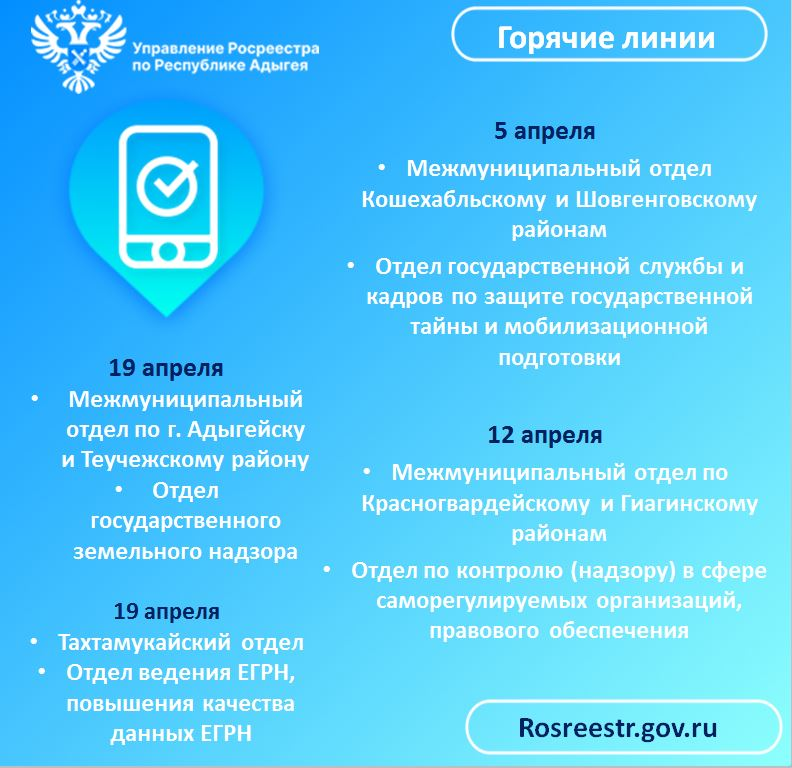 Управление Росреестра
по Республике Адыгея
Горячие линии
5 апреля
• Межмуниципальный отдел
Кошехабльскому и Шовгенговскому
районам
• Отдел государственной службы и
кадров по защите государственной
тайны и мобилизационной
подготовки
12 апреля
• Межмуниципальный отдел по
Красногвардейскому и Гиагинскому
районам
• Отдел по контролю (надзору) в сфере
саморегулируемых организаций,
правового обеспечения
19 апреля
• Межмуниципальный
отдел по г. Адыгейску
и Теучежскому району
• Отдел
государственного
земельного надзора
19 апреля
• Тахтамукайский отдел
• Отдел ведения ЕГРН,
повышения качества
данных ЕГРН
Rosreestr.gov.ru